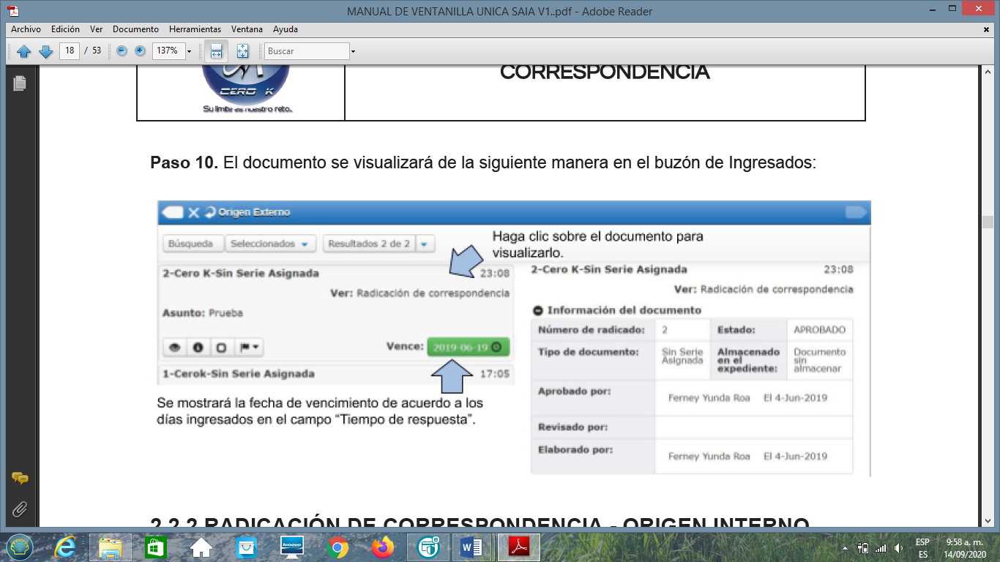 MANUAL DE VENTANILLA UNICA SAIA V1..pdf - Adobe Reader
Archivo Edición Ver Documento Herramientas Ventana Ayuda
18 / 53 137% Buscar
CERO K
Su limite es nuestro reto.
CORRESPONDENCIA
Paso 10. El documento se visualizará de la siguiente manera en el buzón de Ingresados:
Origen Externo
Búsqueda Seleccionados Resultados 2 de 2
Haga clic sobre el documento para
visualizarlo.
2-Cero K-Sin Serie Asignada 23:08
Ver: Radicación de correspondencia
Asunto: Prueba
Vence: 2019-06-19
1-Cerok-Sin Serie Asignada 17:05
Se mostrará la fecha de vencimiento de acuerdo a los
días ingresados en el campo “Tiempo de respuesta”.
2-Cero K-Sin Serie Asignada 23:08
Ver: Radicación de correspondencia
Información del documento
Número de radicado: 2 Estado: APROBADO
Tipo de documento: Sin Serie Asignada Almacenado en el expediente: Documento sin almacenar
Aprobado por: Ferney Yunda Roa El 4-Jun-2019
Revisado por:
Elaborado por: Ferney Yunda Roa El 4-Jun-2019
2.2.2 RADICACIÓN DE CORRESPONDENCIA - ORIGEN INTERNO
lenovo
ESP 9:58 a. m.
ES 14/09/2020